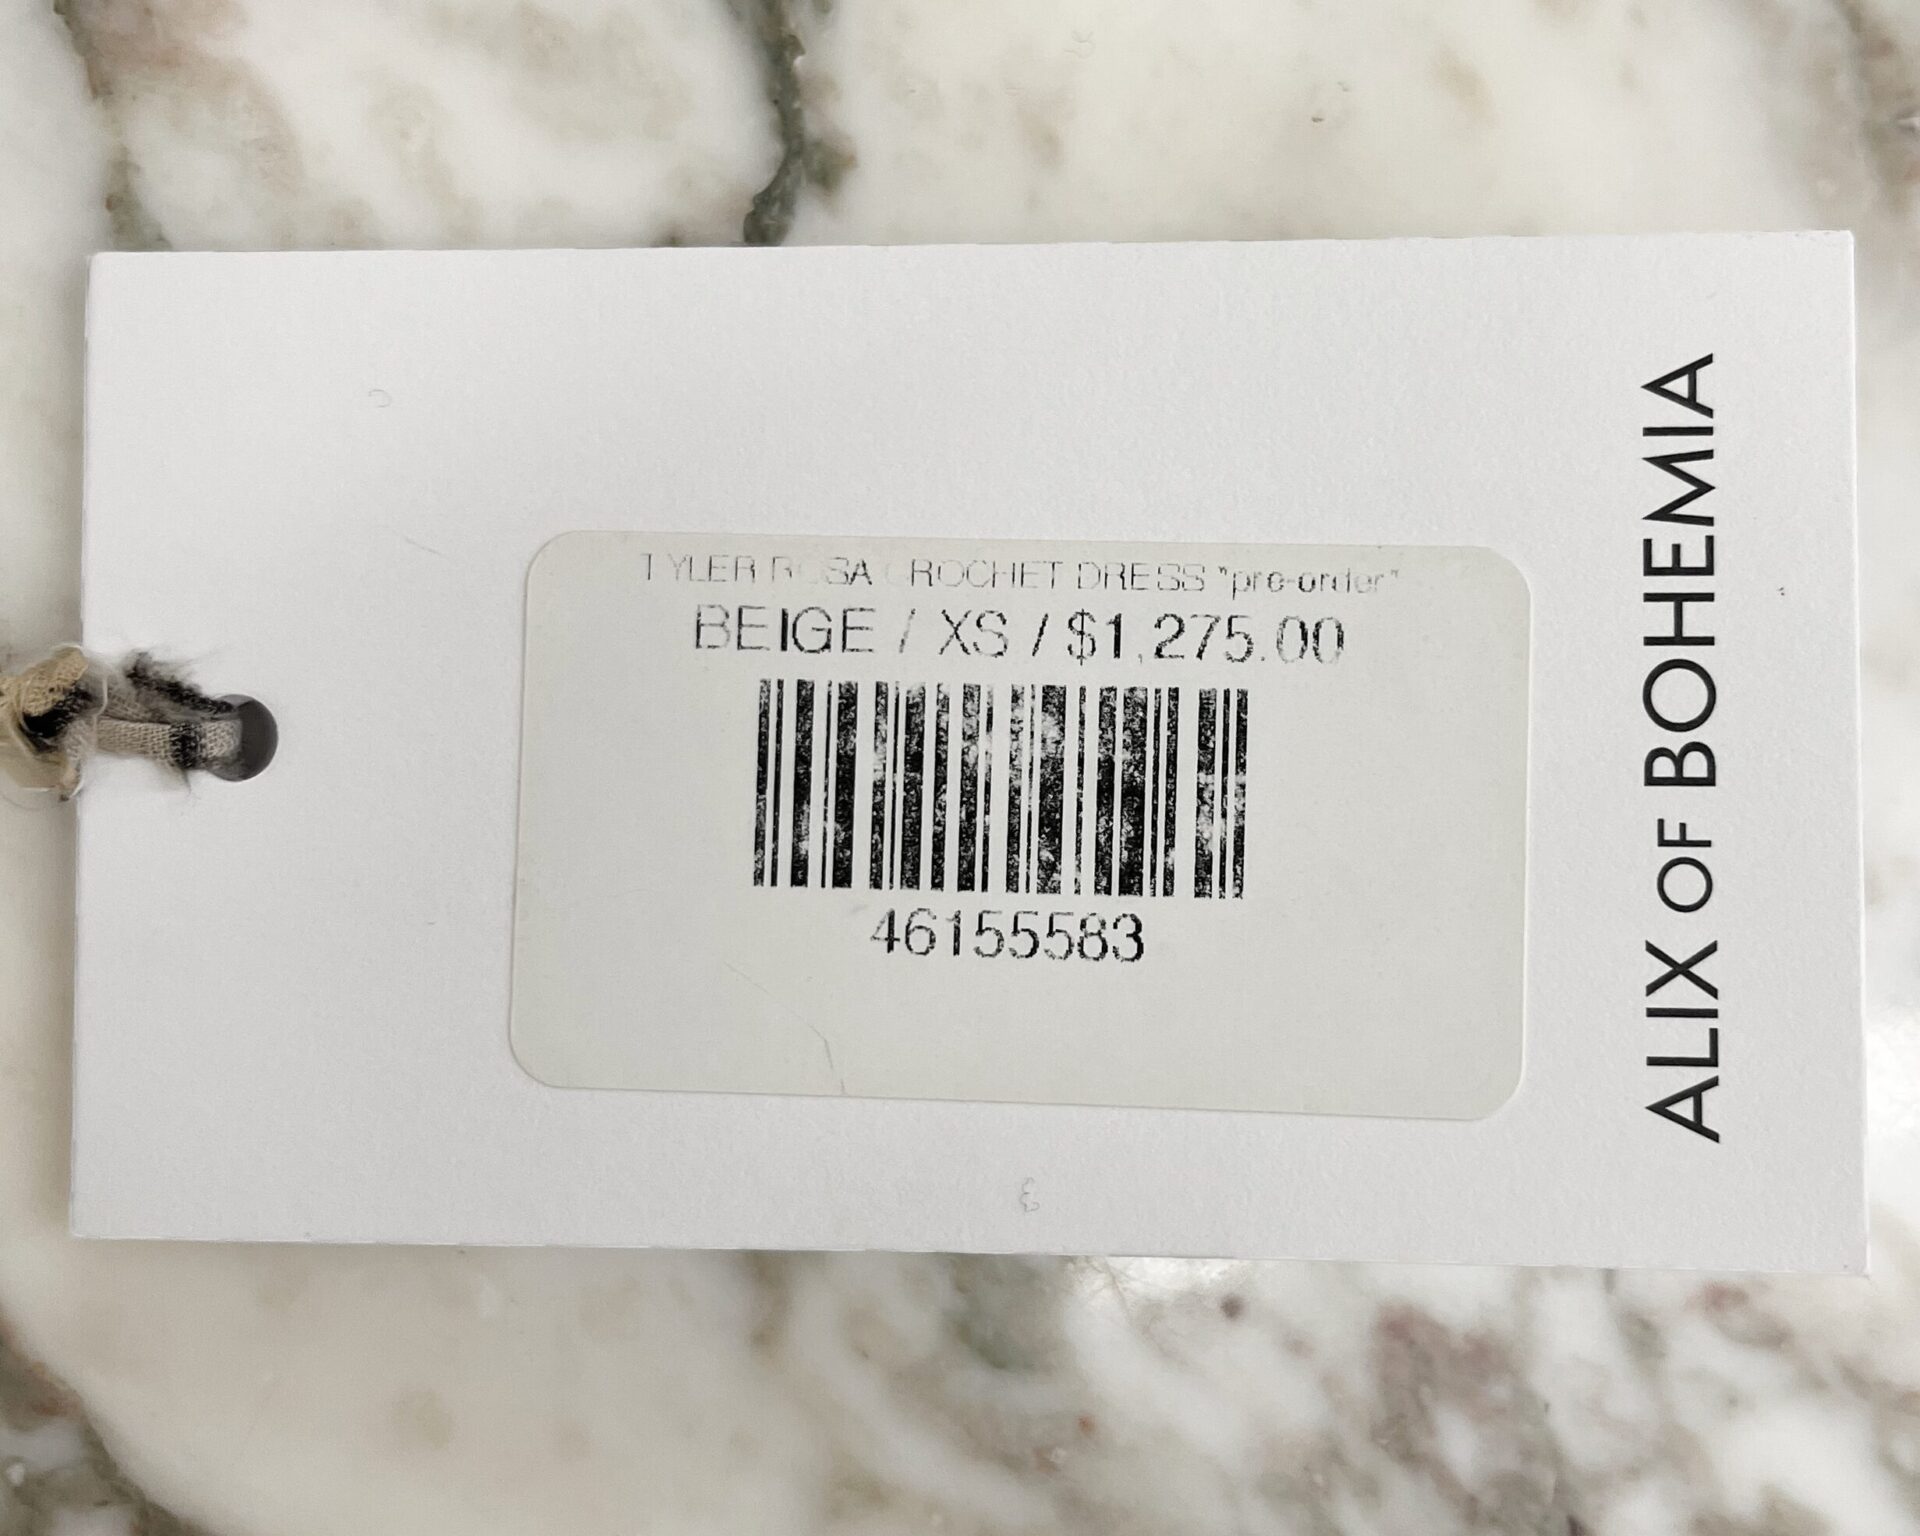 TYLER ROSA CROCHET DRESS "pre-order"
BEIGE / XS / $1,275.00
46155583
ALIX OF BOHEMIA